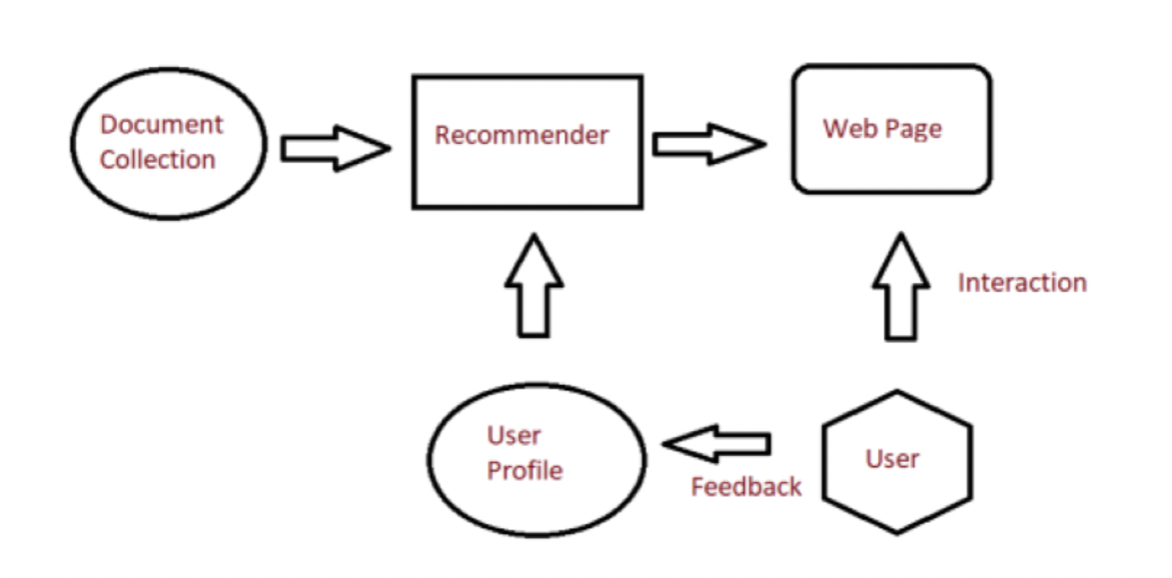 Document
Collection
Recommender
Web Page
Interaction
User
Profile
Feedback
User